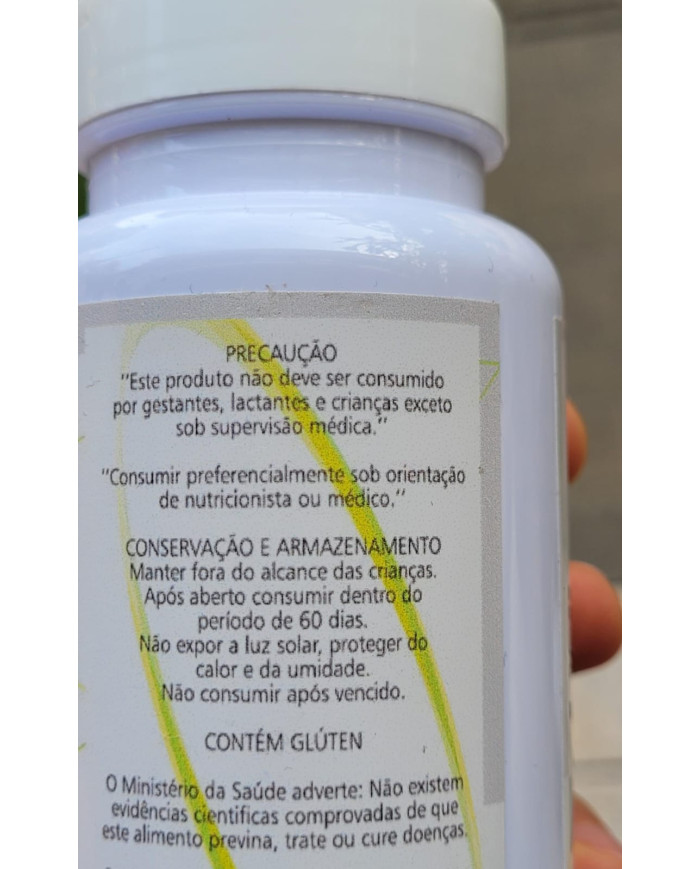 PRECAUÇÃO
"Este produto não deve ser consumido
por gestantes, lactantes e crianças exceto
sob supervisão médica."
"Consumir preferencialmente sob orientação
de nutricionista ou médico."
CONSERVAÇÃO E ARMAZENAMENTO
Manter fora do alcance das crianças.
Após aberto consumir dentro do
período de 60 dias.
Não expor a luz solar, proteger do
calor e da umidade.
Não consumir após vencido.
CONTÉM GLÚTEN
O Ministério da Saúde adverte: Não existem
evidências cientificas comprovadas de que
este alimento previna, trate ou cure doenças.